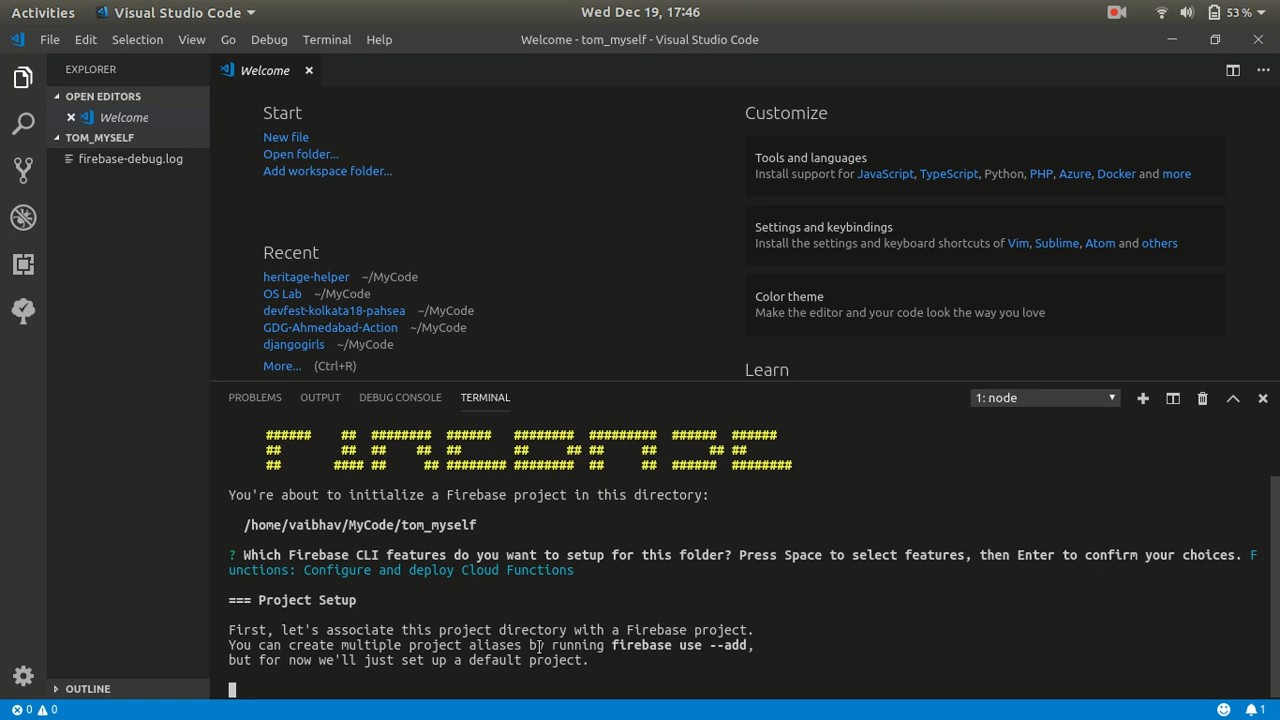 Activities Visual Studio Code Wed Dec 19, 17:46 53 %
File Edit Selection View Go Debug Terminal Help Welcome - tom_myself - Visual Studio Code
EXPLORER
OPEN EDITORS
Welcome
TOM_MYSELF
firebase-debug.log
OUTLINE
Welcome
Start
New file
Open folder...
Add workspace folder...
Recent
heritage-helper ~/MyCode
OS Lab ~/MyCode
devfest-kolkata18-pahsea ~/MyCode
GDG-Ahmedabad-Action ~/MyCode
djangogirls ~/MyCode
More... (Ctrl+R)
Customize
Tools and languages
Install support for JavaScript, TypeScript, Python, PHP, Azure, Docker and more
Settings and keybindings
Install the settings and keyboard shortcuts of Vim, Sublime, Atom and others
Color theme
Make the editor and your code look the way you love
Learn
PROBLEMS OUTPUT DEBUG CONSOLE TERMINAL 1: node
###### ## ######## ###### ######## ######### ###### ######
## ## ## ## ## ## ## ## ## ## ##
## #### ## ## ######## ######## ## ## ###### ########
You're about to initialize a Firebase project in this directory:
/home/vaibhav/MyCode/tom_myself
? Which Firebase CLI features do you want to setup for this folder? Press Space to select features, then Enter to confirm your choices. F
unctions: Configure and deploy Cloud Functions
=== Project Setup
First, let's associate this project directory with a Firebase project.
You can create multiple project aliases by running firebase use --add,
but for now we'll just set up a default project.
0 0 1